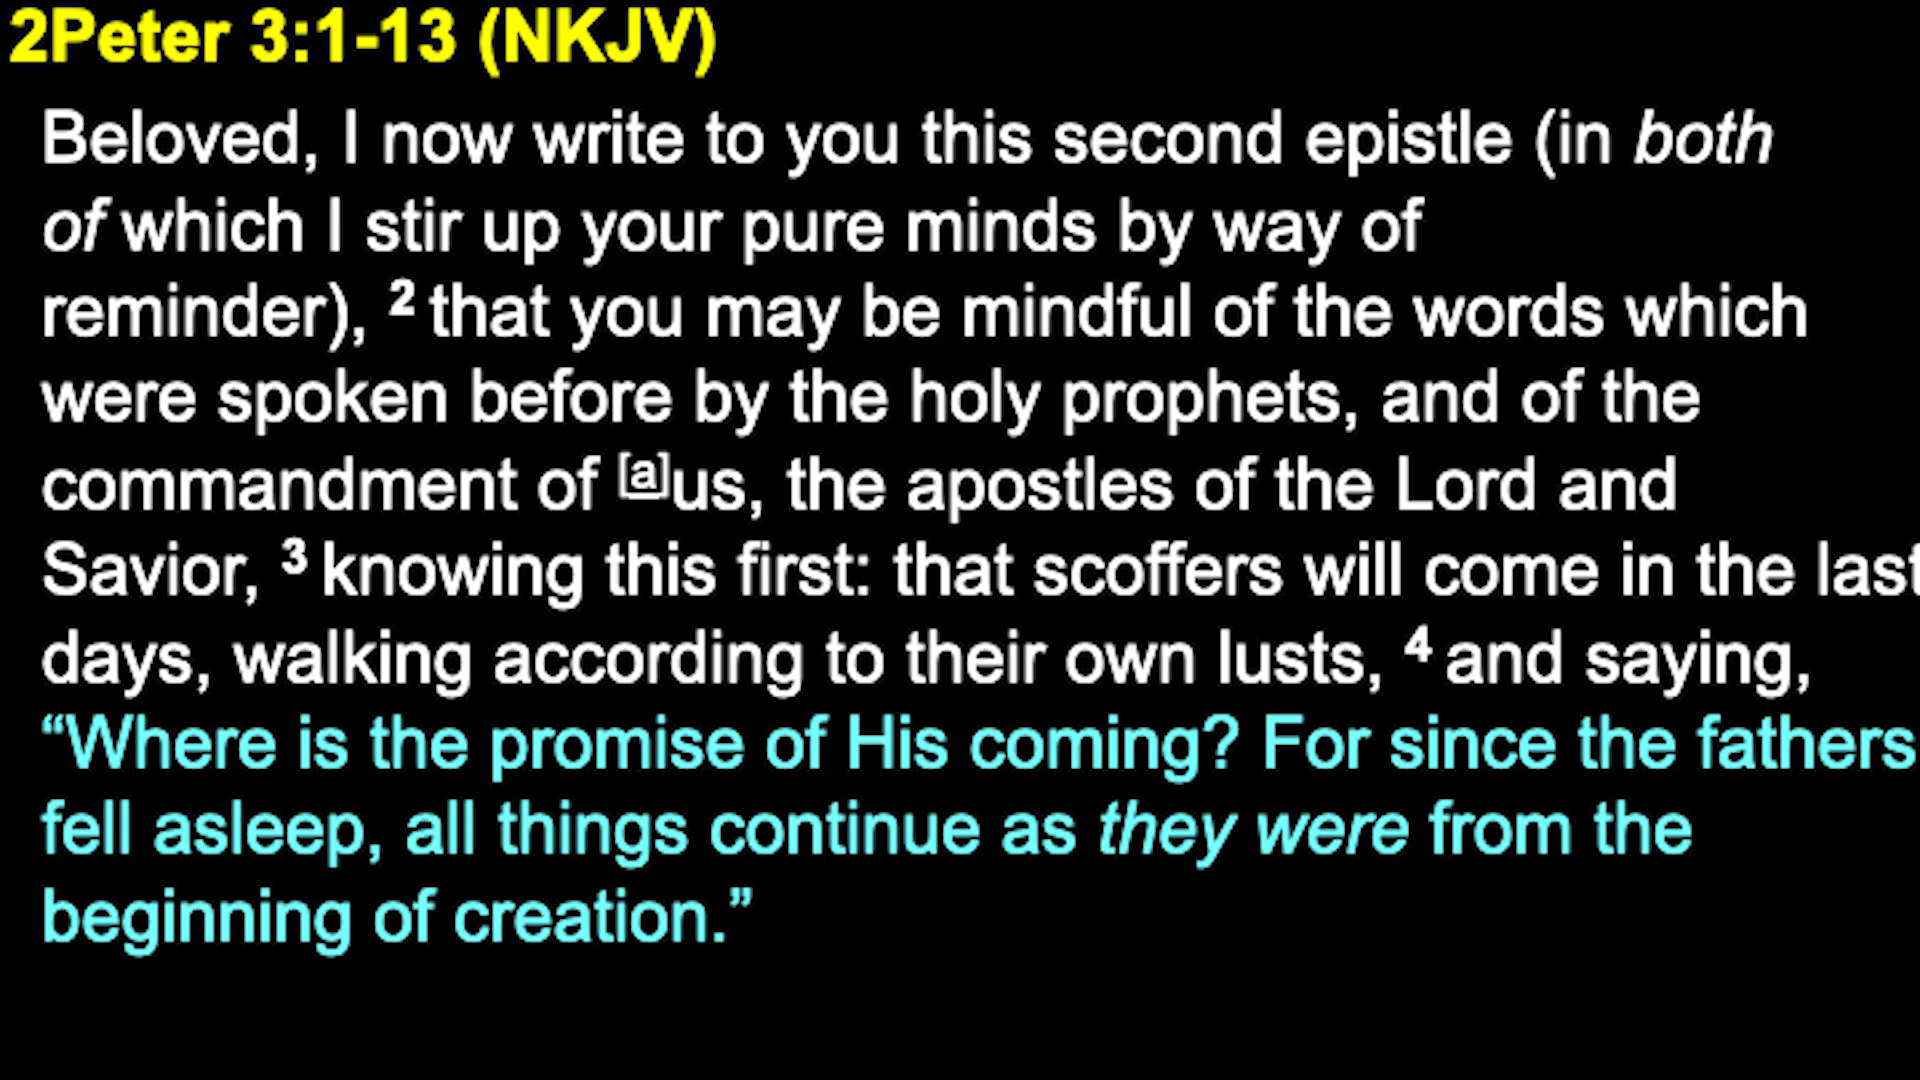 2Peter 3:1-13 (NKJV)
Beloved, I now write to you this second epistle (in both
of which I stir up your pure minds by way of
reminder), 2 that you may be mindful of the words which
were spoken before by the holy prophets, and of the
commandment of [a]us, the apostles of the Lord and
Savior, 3 knowing this first: that scoffers will come in the last
days, walking according to their own lusts, 4 and saying,
“Where is the promise of His coming? For since the fathers
fell asleep, all things continue as they were from the
beginning of creation.”